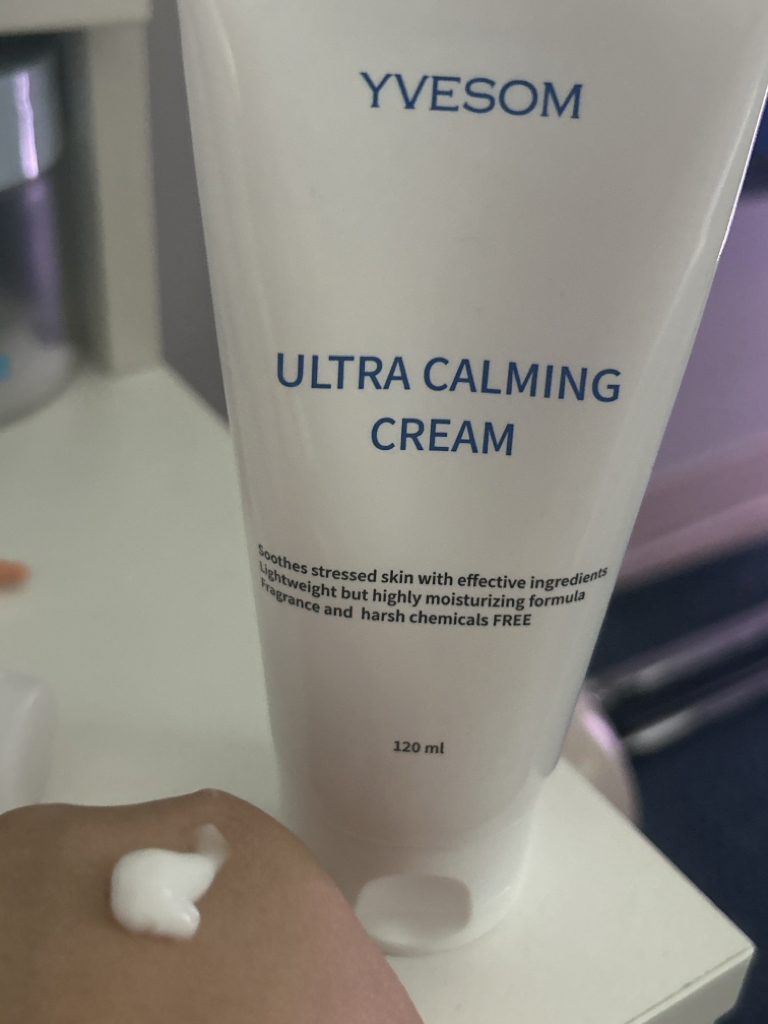 YVESOM
ULTRA CALMING
CREAM
Soothes stressed skin with effective ingredients
Lightweight but highly moisturizing formula
Fragrance and harsh chemicals FREE
120 ml